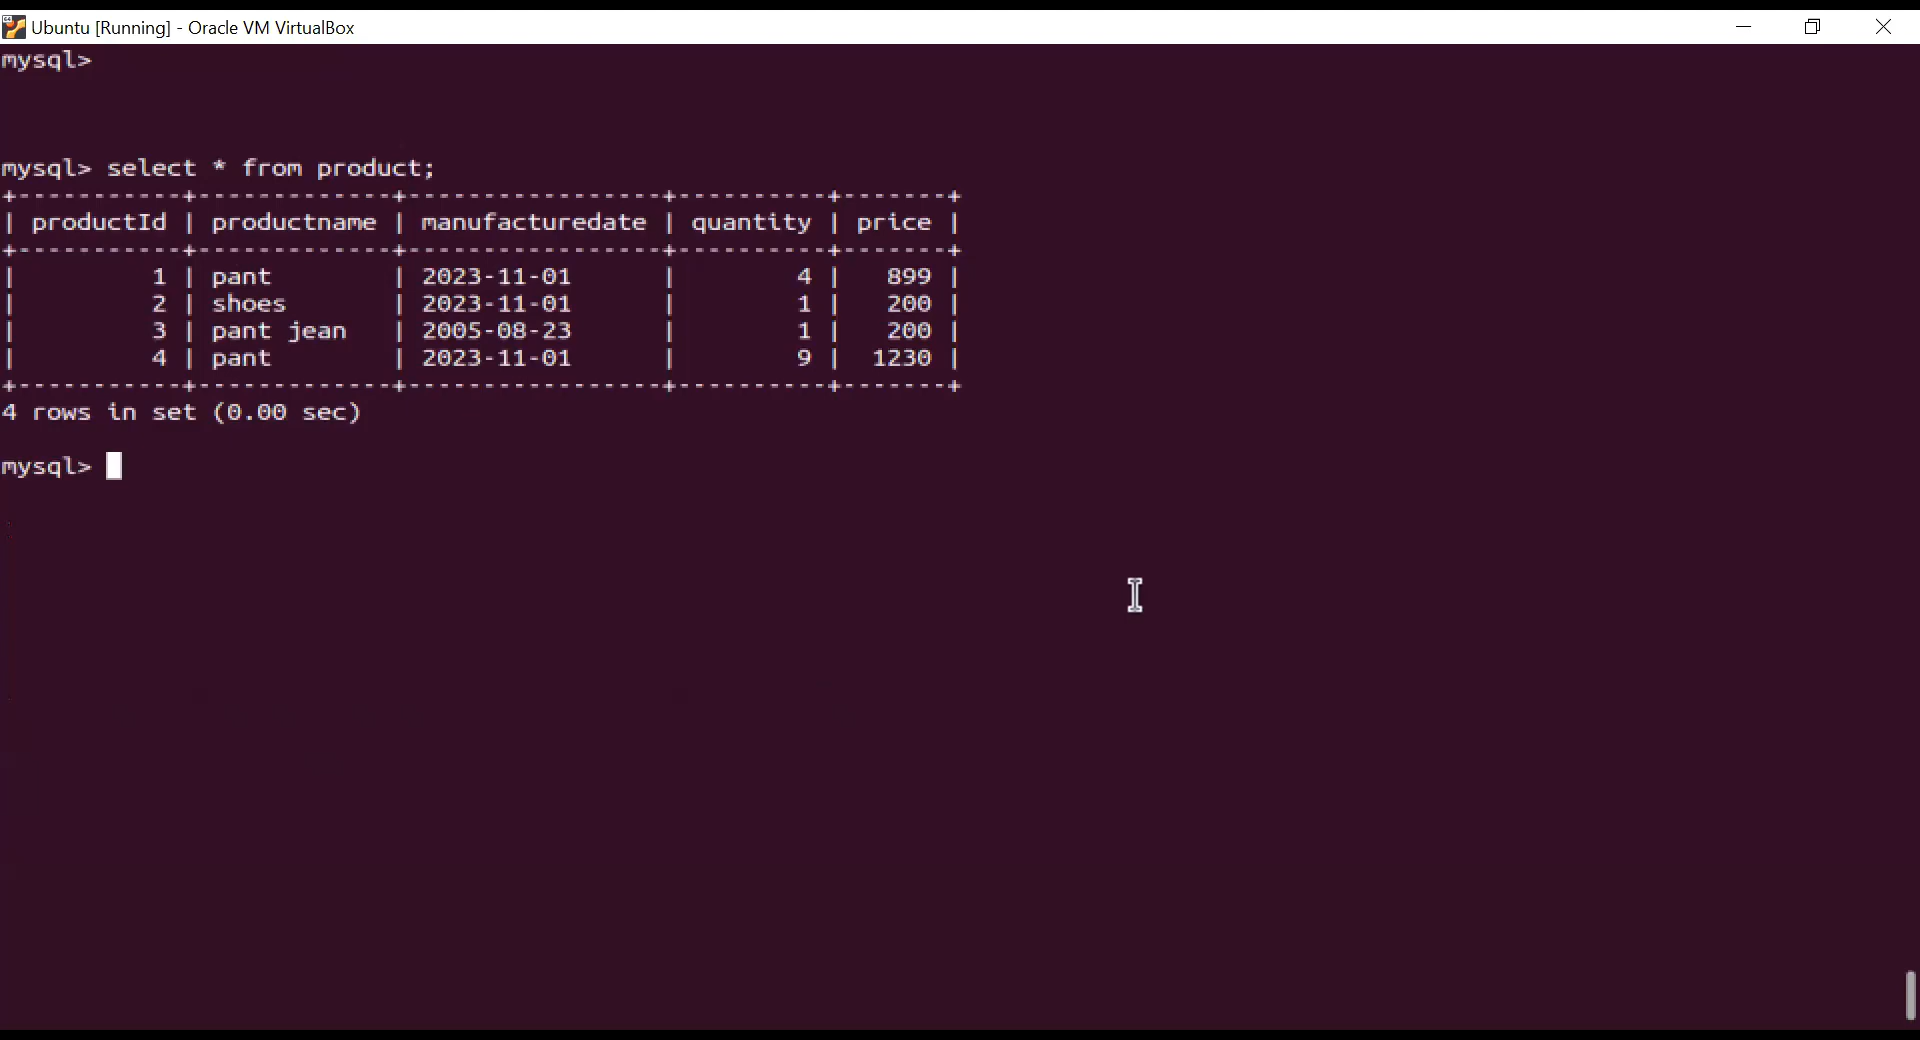 Ubuntu [Running] - Oracle VM VirtualBox
mysql>
mysql> select * from product;
+-----------+-------------+-----------------+----------+-------+
| productId | productname | manufacturedate | quantity | price |
+-----------+-------------+-----------------+----------+-------+
|         1 | pant        | 2023-11-01      |        4 |   899 |
|         2 | shoes       | 2023-11-01      |        1 |   200 |
|         3 | pant jean   | 2005-08-23      |        1 |   200 |
|         4 | pant        | 2023-11-01      |        9 |  1230 |
+-----------+-------------+-----------------+----------+-------+
4 rows in set (0.00 sec)
mysql>